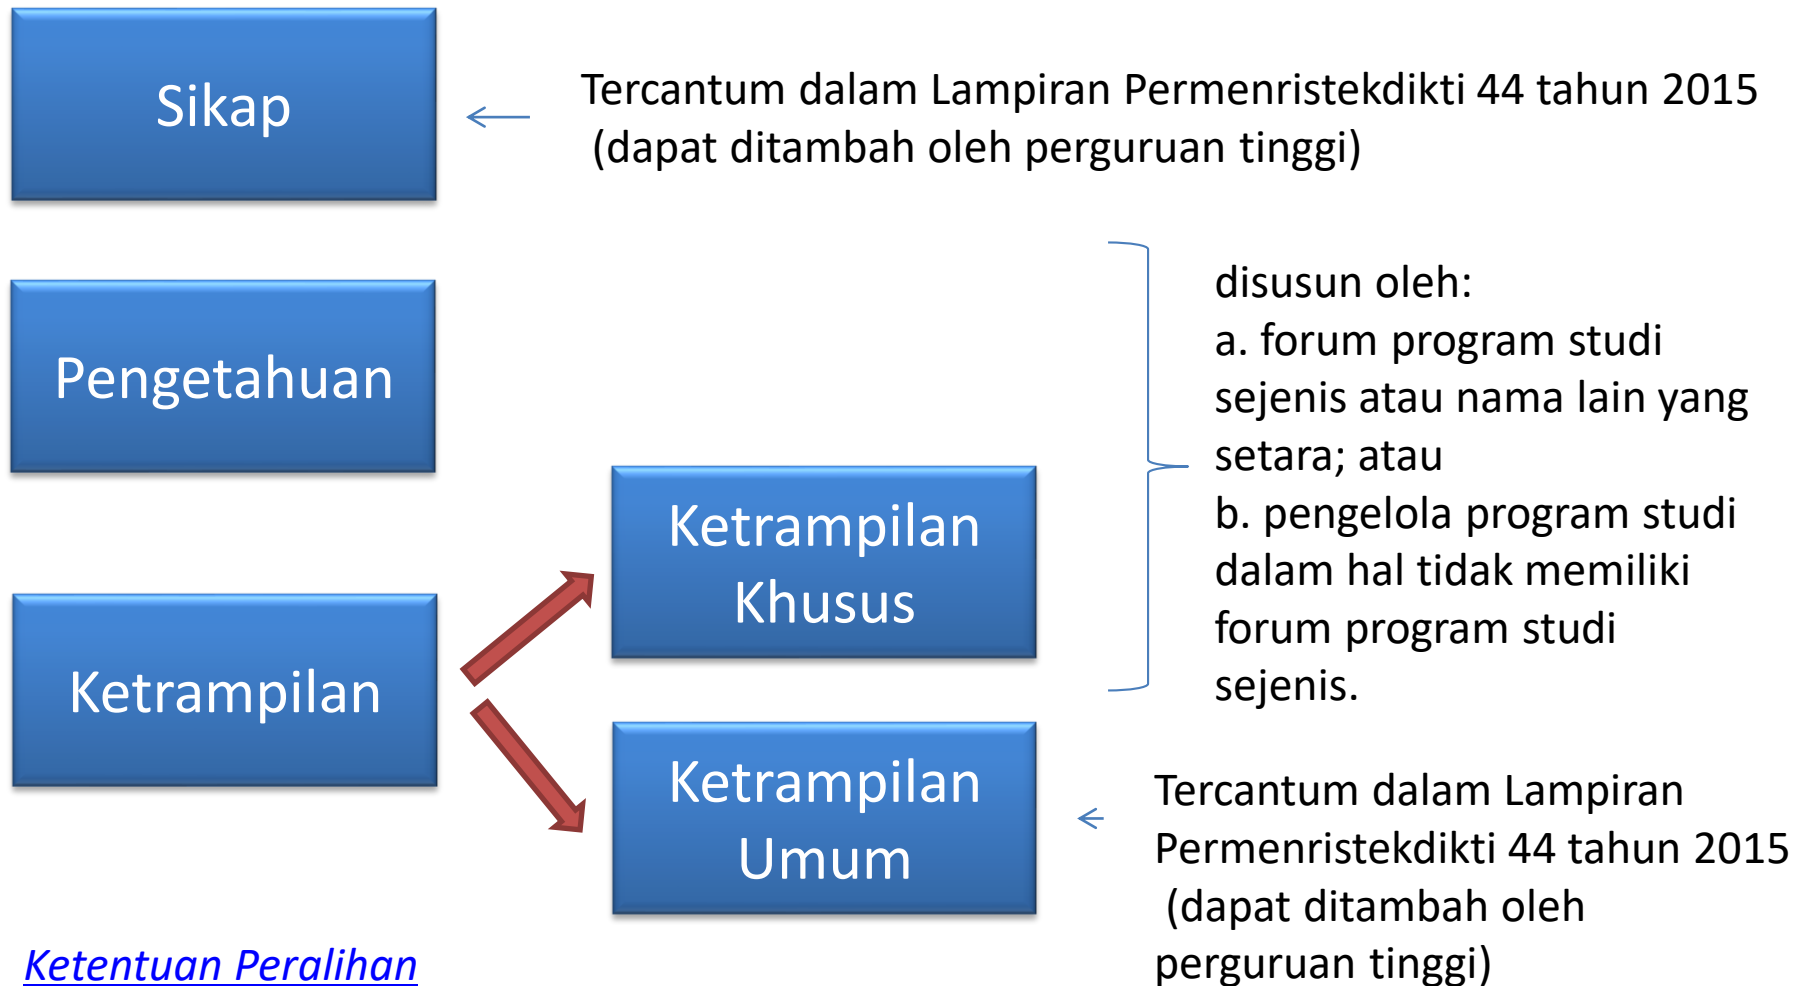 Sikap
Tercantum dalam Lampiran Permenristekdikti 44 tahun 2015
(dapat ditambah oleh perguruan tinggi)
Pengetahuan
disusun oleh:
a. forum program studi
sejenis atau nama lain yang
setara; atau
b. pengelola program studi
dalam hal tidak memiliki
forum program studi
sejenis.
Ketrampilan
Ketrampilan
Khusus
Ketrampilan
Umum
Tercantum dalam Lampiran
Permenristekdikti 44 tahun 2015
(dapat ditambah oleh
perguruan tinggi)
Ketentuan Peralihan